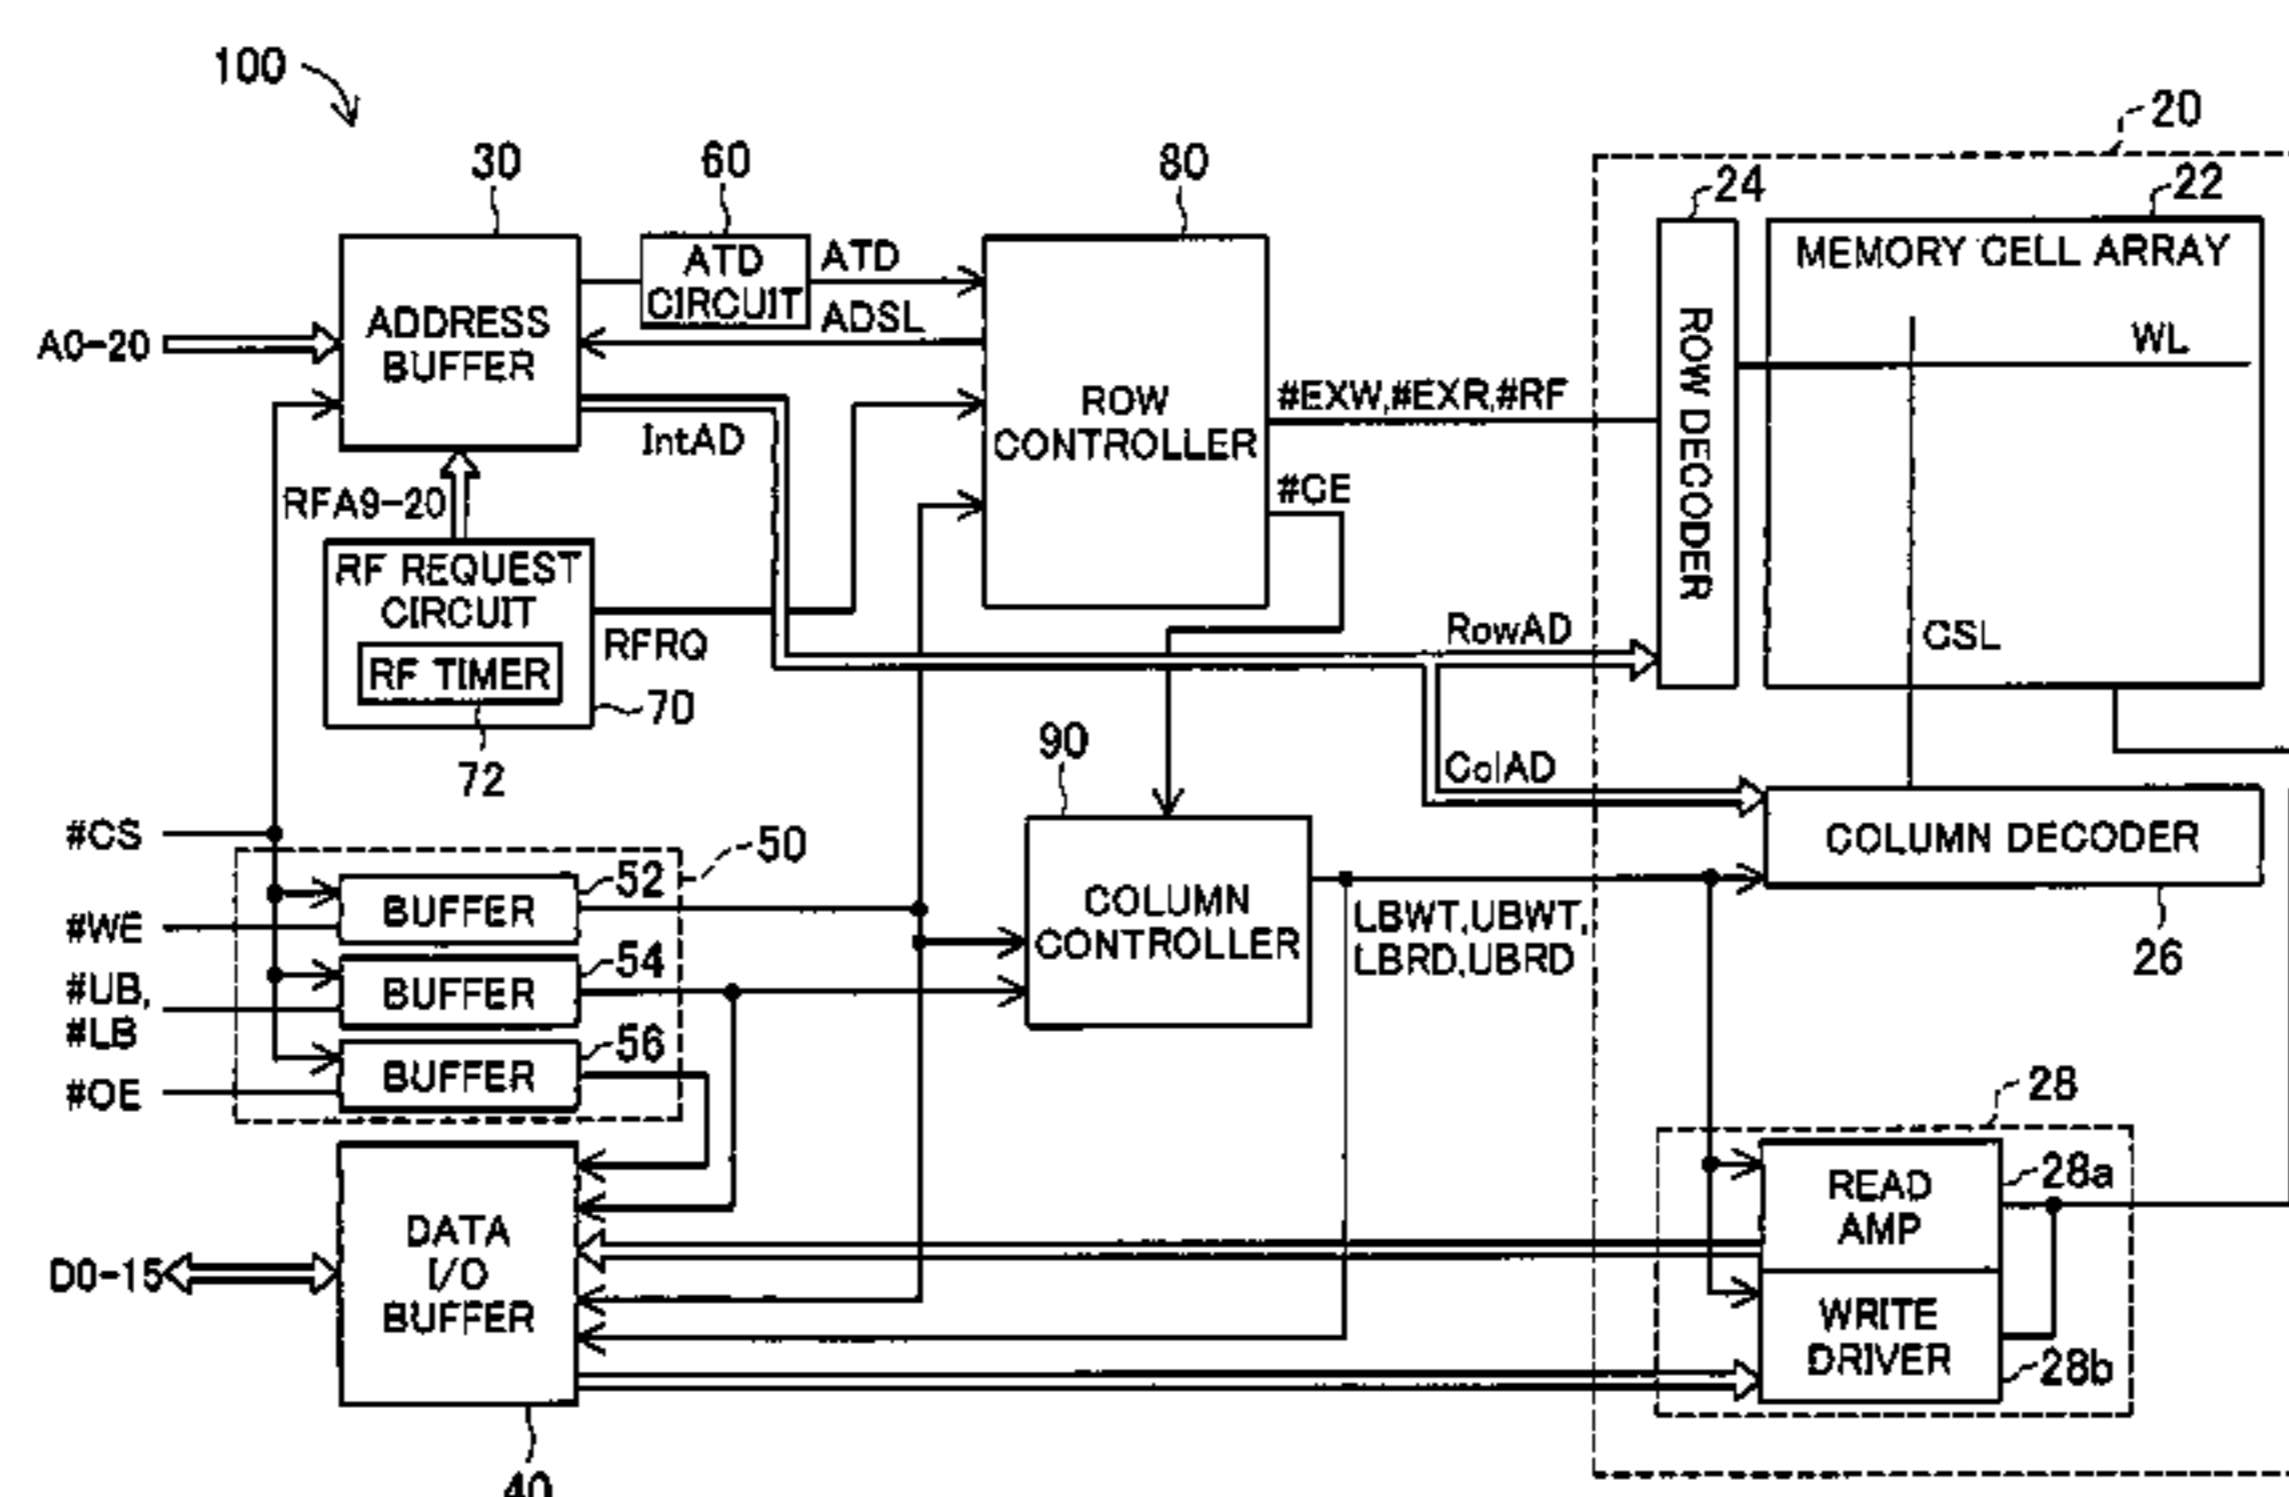 100
20
30
60
80
24
22
ATD
CIRCUIT
ATD
ADSL
MEMORY CELL ARRAY
A0-20
ADDRESS
BUFFER
ROW
CONTROLLER
#EXW,#EXR,#RF
ROW DECODER
WL
IntAD
#CE
RFA9-20
RF REQUEST
CIRCUIT
RF TIMER
RFRQ
70
72
RowAD
CSL
90
ColAD
#CS
50
BUFFER
52
COLUMN DECODER
26
#WE
COLUMN
CONTROLLER
LBWT,UBWT,
LBRD,UBRD
#UB,
#LB
BUFFER
54
#OE
BUFFER
56
28
READ
AMP
28a
D0-15
DATA
I/O
BUFFER
WRITE
DRIVER
28b
40